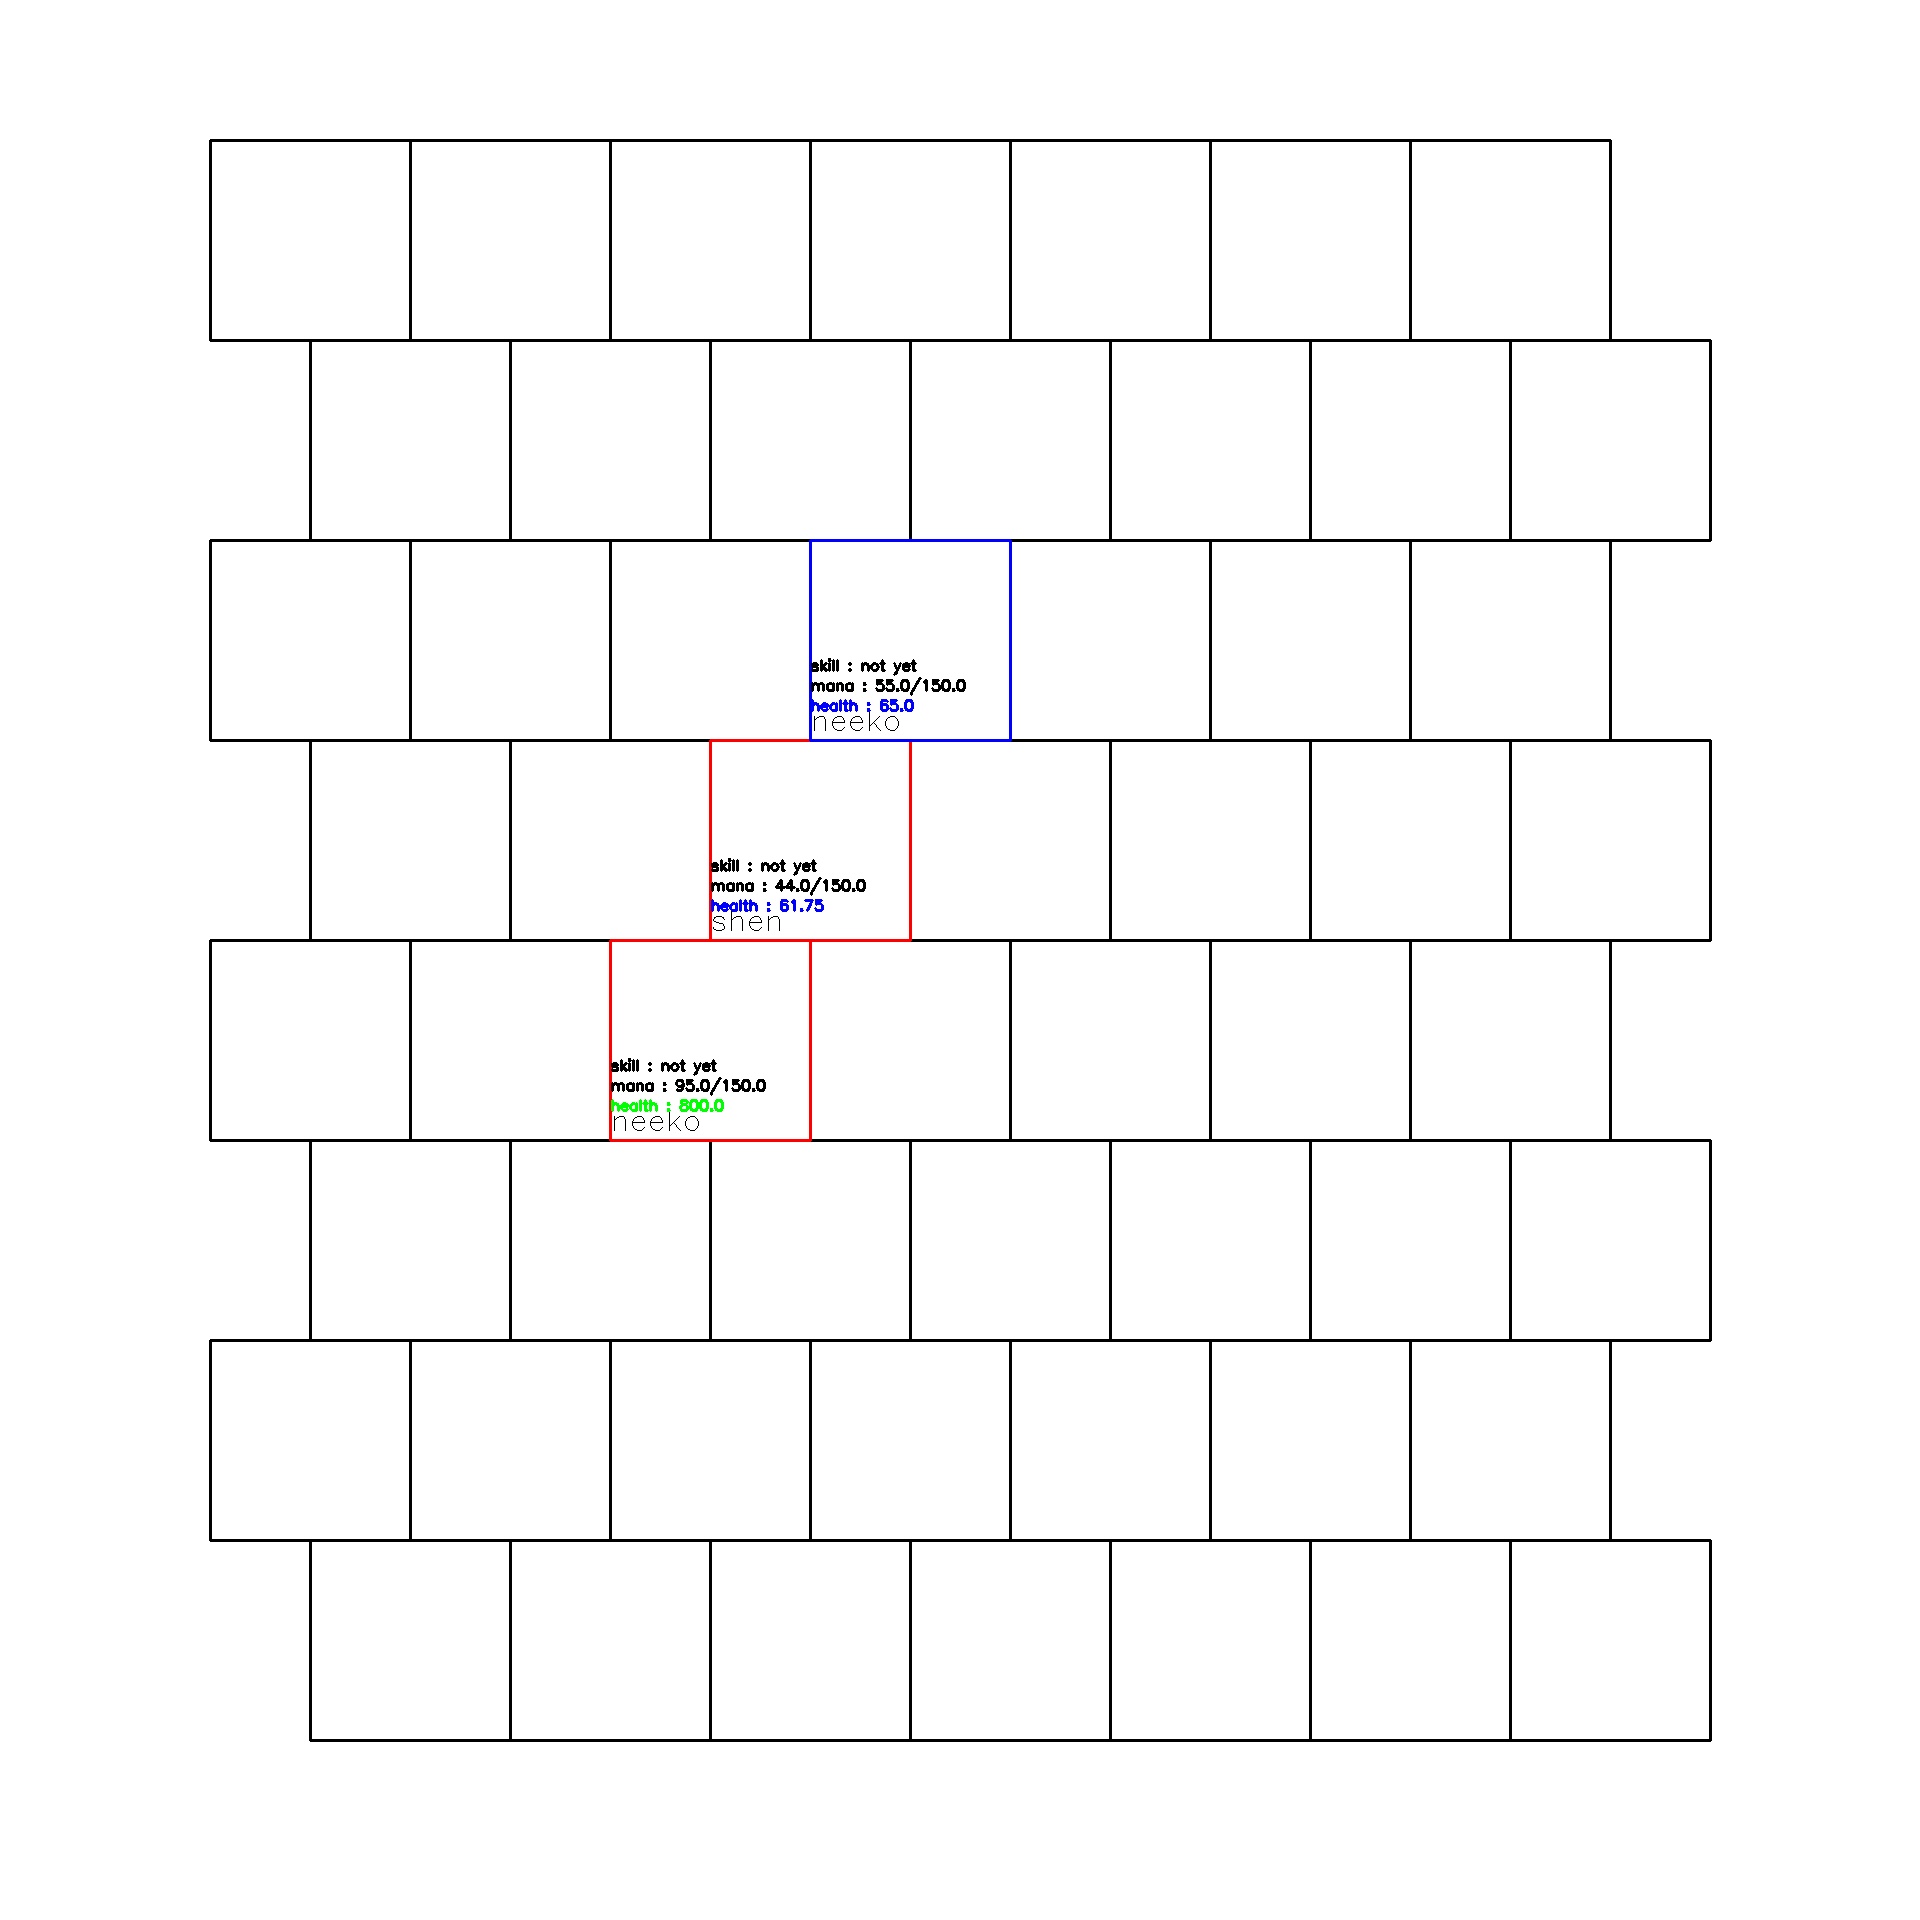 skill : not yet
mana : 55.0/150.0
health : 65.0
neeko
skill : not yet
mana : 44.0/150.0
health : 61.75
shen
skill : not yet
mana : 95.0/150.0
health : 800.0
neeko